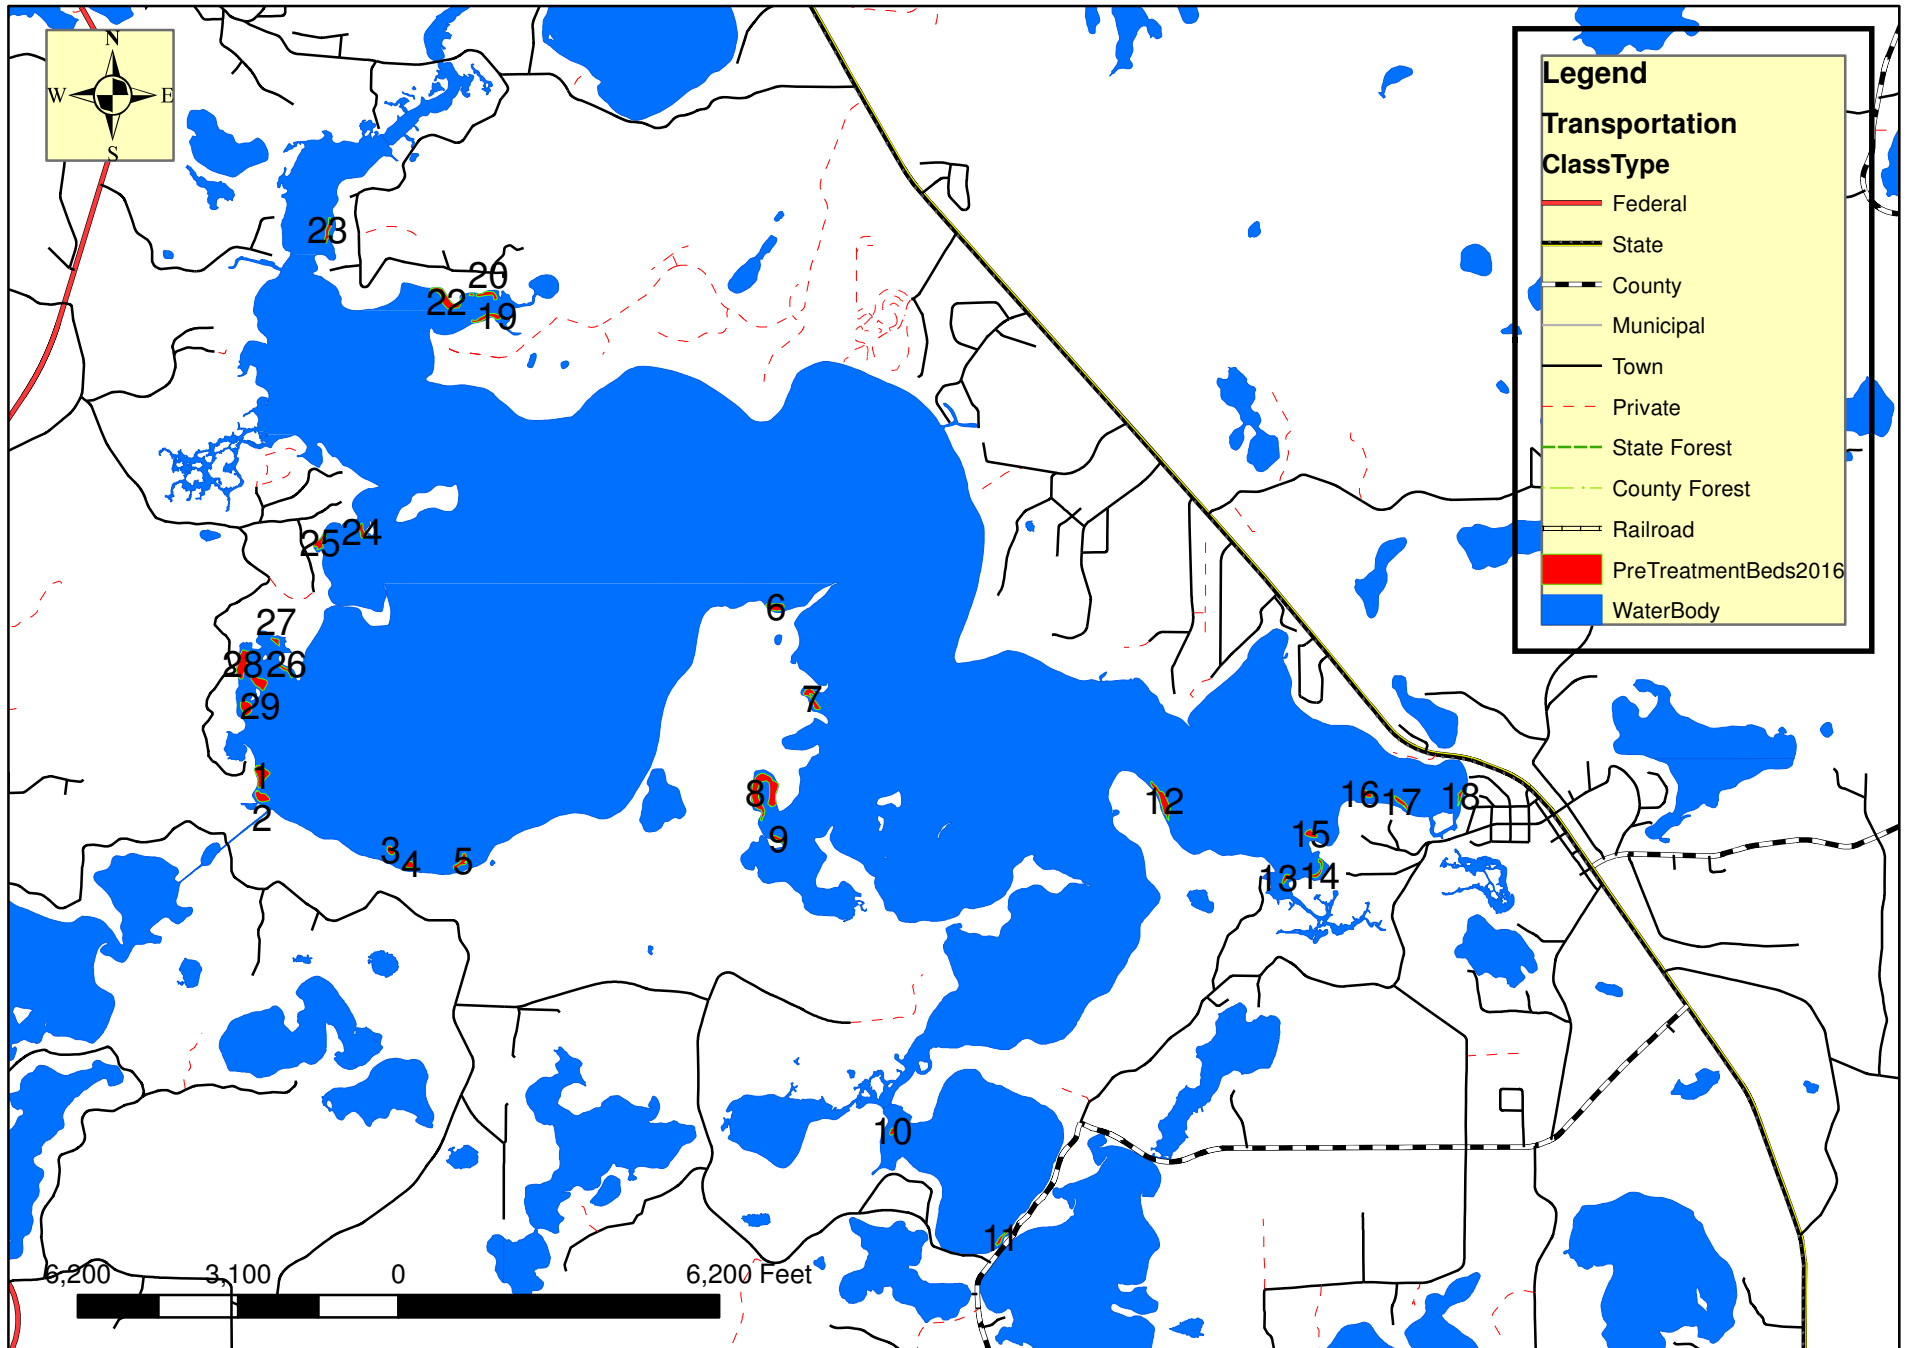 N
W E
S
Legend
Transportation
ClassType
Federal
State
County
Municipal
Town
Private
State Forest
County Forest
Railroad
PreTreatmentBeds2016
WaterBody
23
20
22
19
24
25
6
27
28 26
7
29
1
8
12
16 17 18
2
15
9
3
4
5
13 14
10
11
6,200 3,100 0 6,200 Feet